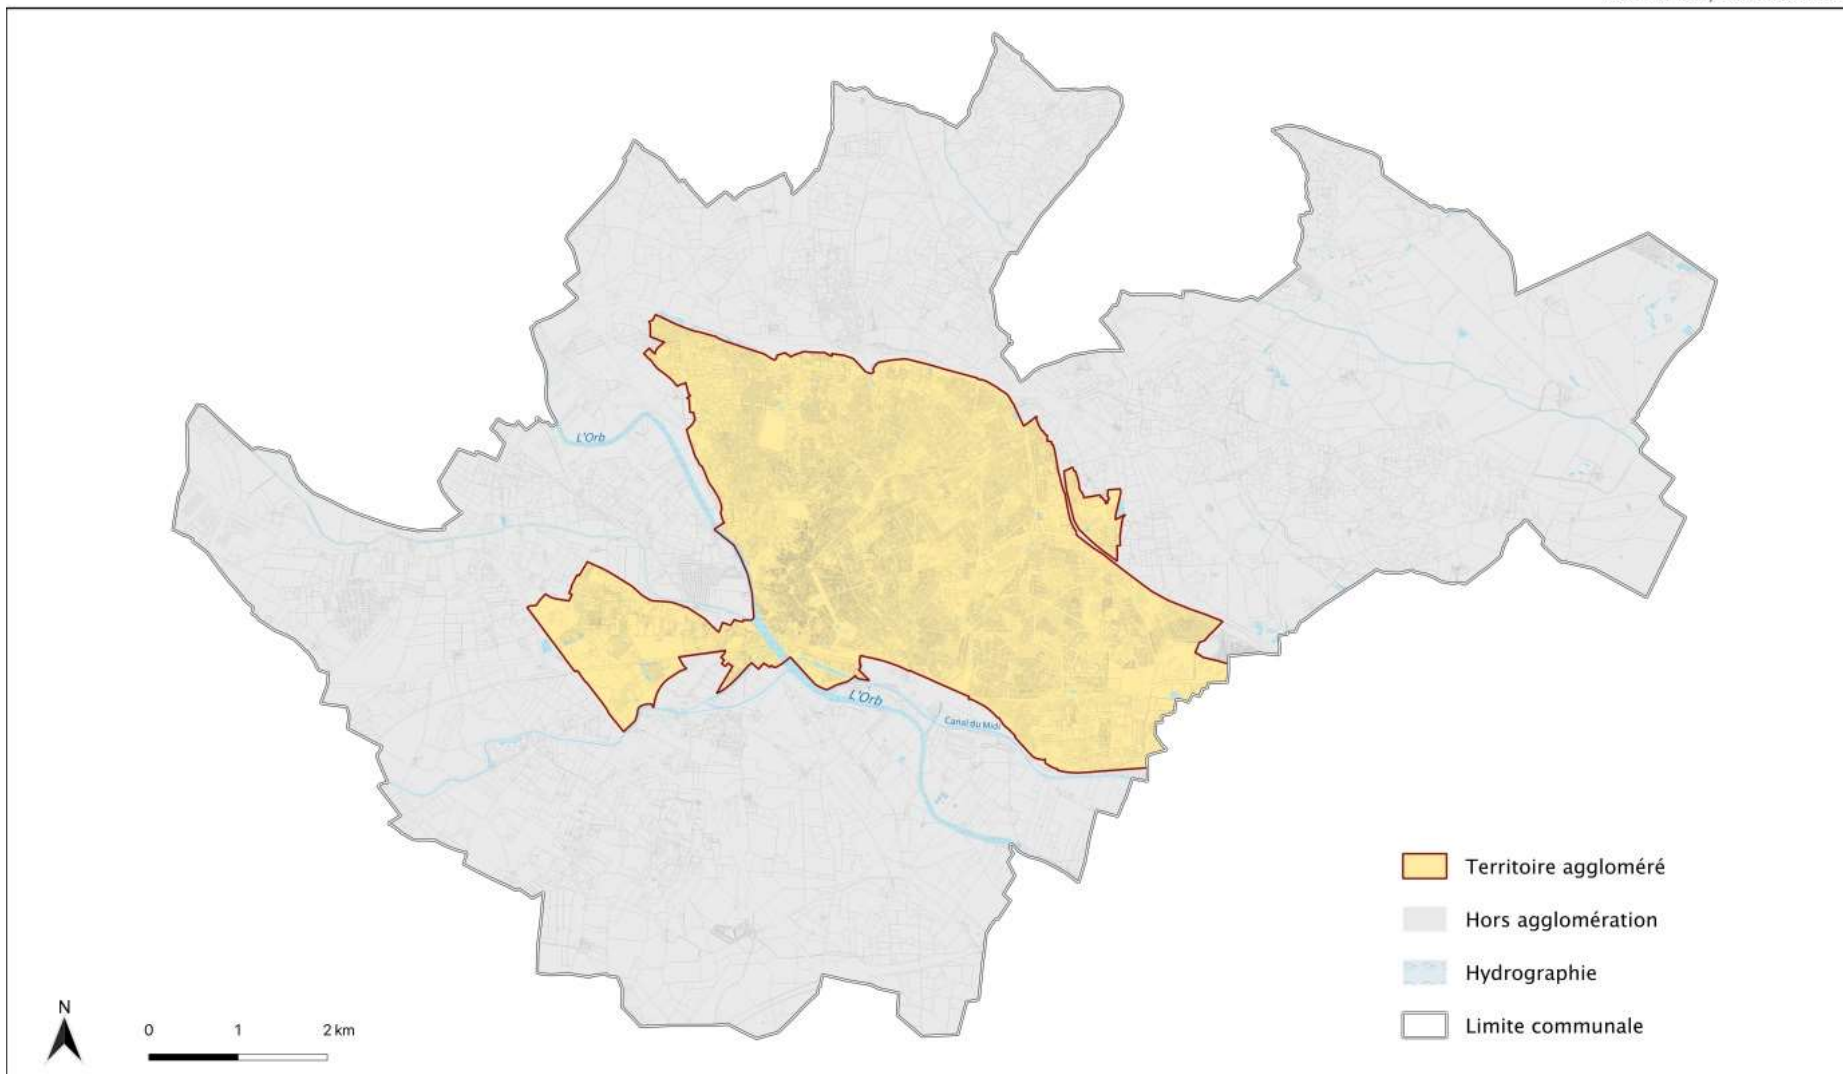 L'Orb
L'Orb
Canal du Midi
Territoire aggloméré
Hors agglomération
Hydrographie
Limite communale
N
0 1 2 km